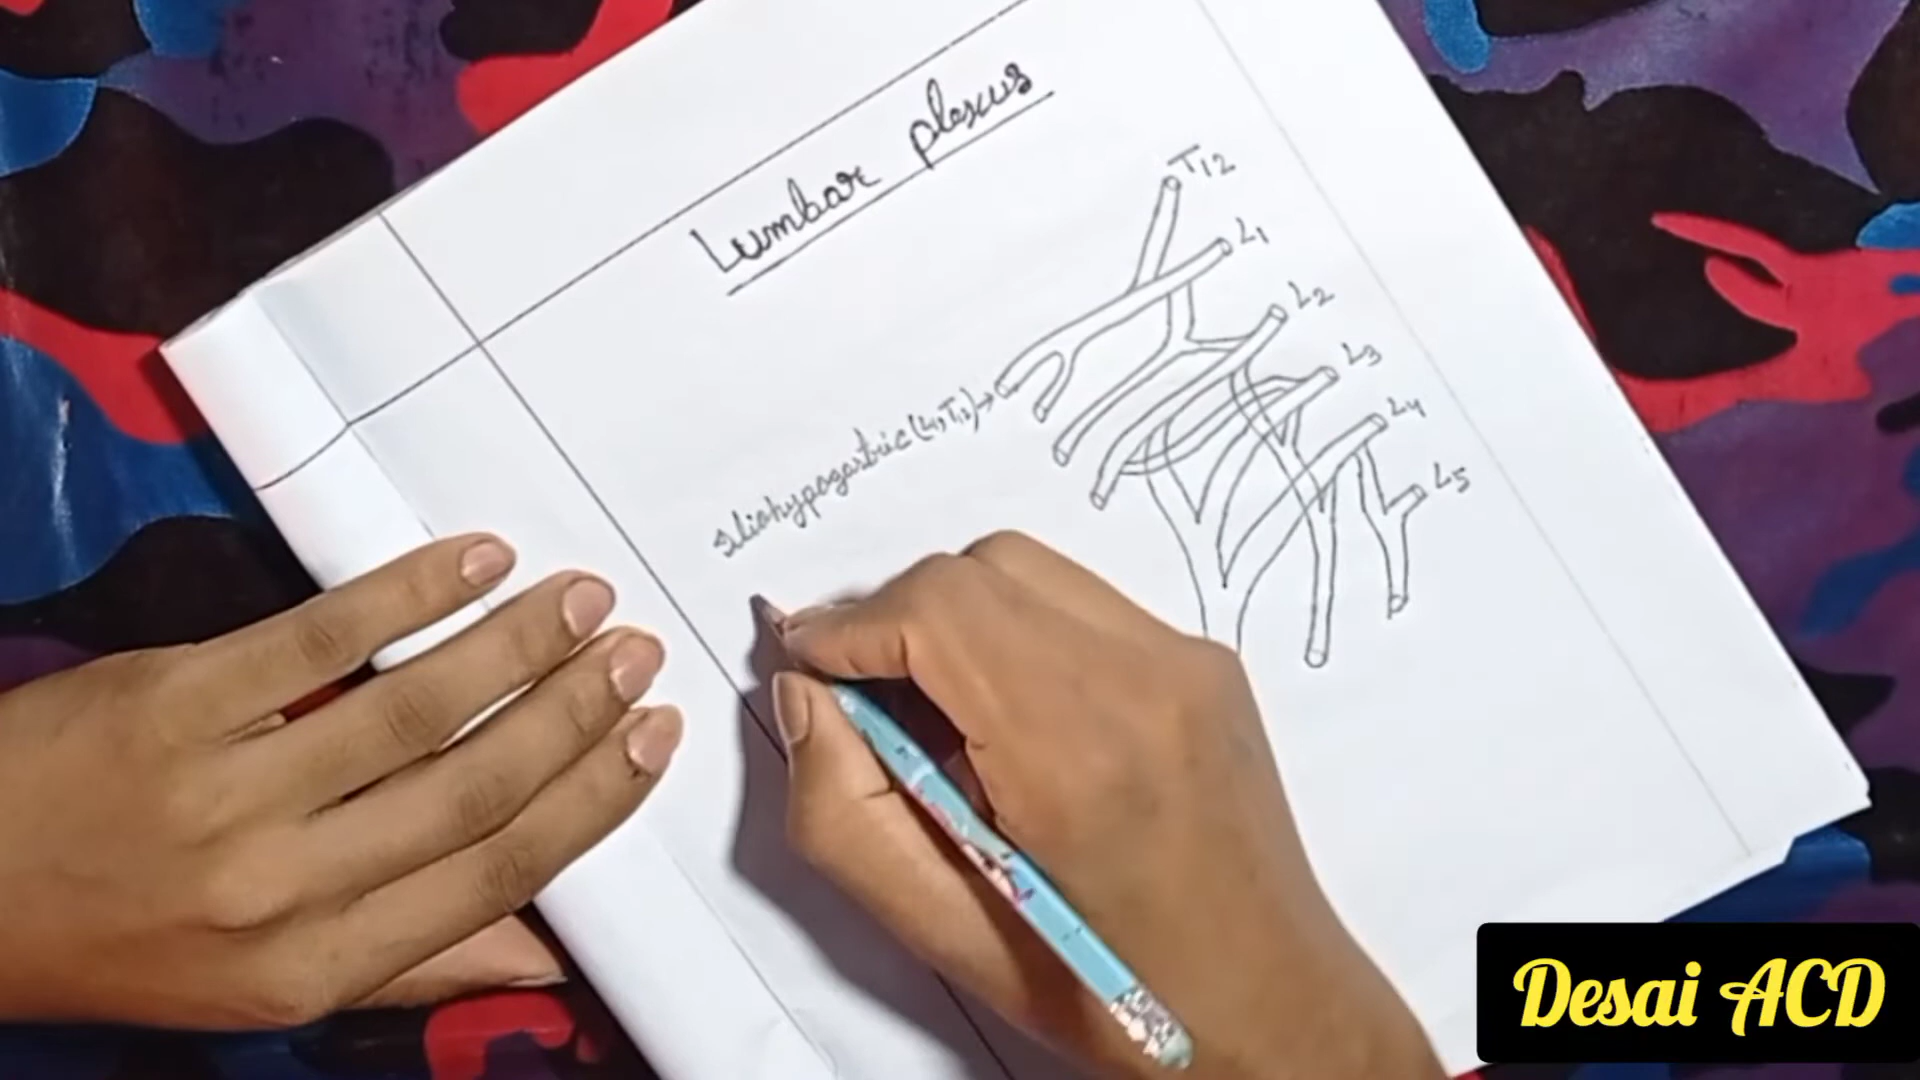 Lumbar plexus
T12
L1
L2
L3
L4
L5
Iliohypogastric (L1, T12) →
Desai ACD